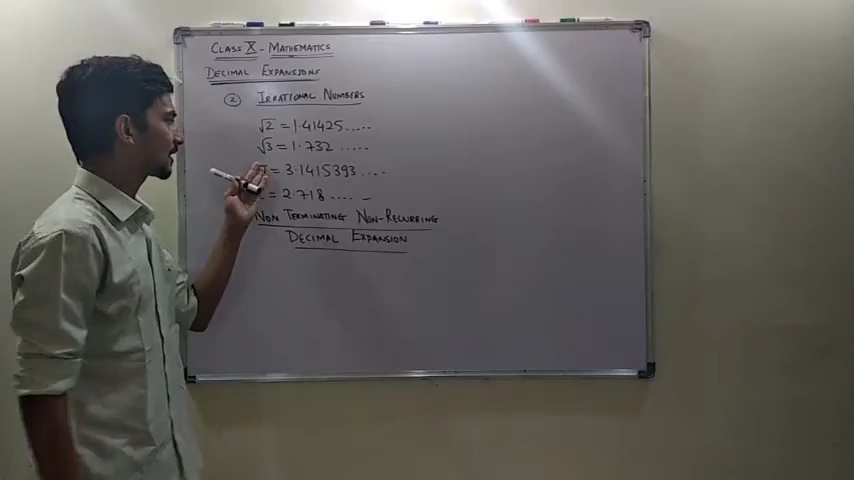 CLASS X - MATHEMATICS
DECIMAL EXPANSIONS
② IRRATIONAL NUMBERS
√2 = 1.41425.....
√3 = 1.732 .....
= 3.1415393....
= 2.718 .... _
NON TERMINATING NON-RECURRING
DECIMAL EXPANSION